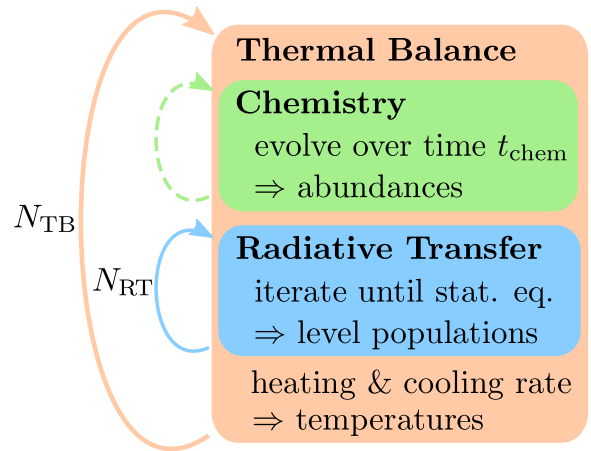 Thermal Balance
Chemistry
evolve over time t_chem
⇒ abundances
N_TB
Radiative Transfer
N_RT
iterate until stat. eq.
⇒ level populations
heating & cooling rate
⇒ temperatures